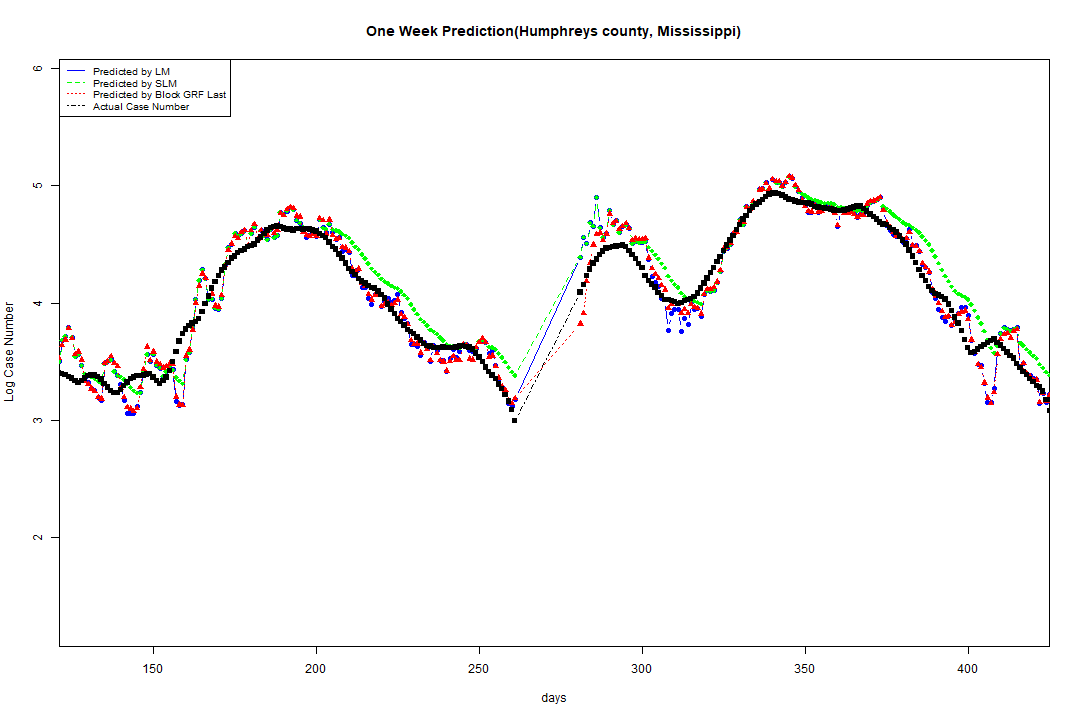 One Week Prediction(Humphreys county, Mississippi)
Predicted by LM
Predicted by SLM
Predicted by Block GRF Last
Actual Case Number
6
5
4
3
2
Log Case Number
150
200
250
300
350
400
days